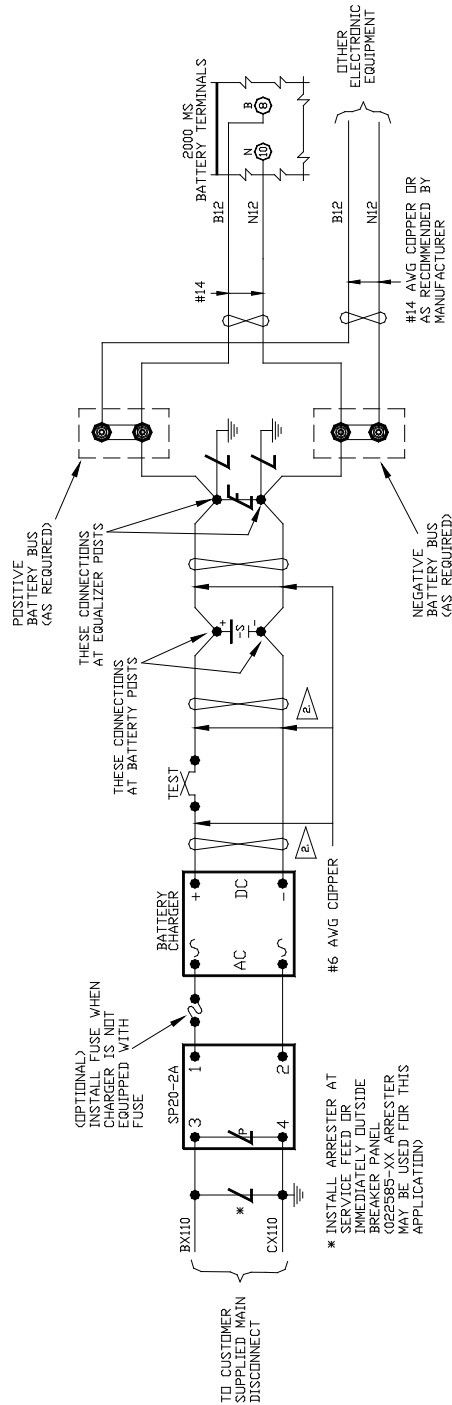 TO CUSTOMER
SUPPLIED MAIN
DISCONNECT
BX110
CX110
*
* INSTALL ARRESTER AT
SERVICE FEED OR
IMMEDIATELY OUTSIDE
BREAKER PANEL
(022585-XX ARRESTER
MAY BE USED FOR THIS
APPLICATION)
SP20-2A
3
1
P
4
2
(OPTIONAL)
INSTALL FUSE WHEN
CHARGER IS NOT
EQUIPPED WITH
FUSE
BATTERY
CHARGER
+
AC
DC
-
#6 AWG COPPER
TEST
2.
2.
THESE CONNECTIONS
AT BATTERTY POSTS
+
-S
-
THESE CONNECTIONS
AT EQUALIZER POSTS
F
POSITIVE
BATTERY BUS
(AS REQUIRED)
NEGATIVE
BATTERY BUS
(AS REQUIRED)
#14
B12
N12
2000 MS
BATTERY TERMINALS
N
10
B
8
B12
N12
#14 AWG COPPER OR
AS RECOMMENDED BY
MANUFACTURER
OTHER
ELECTRONIC
EQUIPMENT